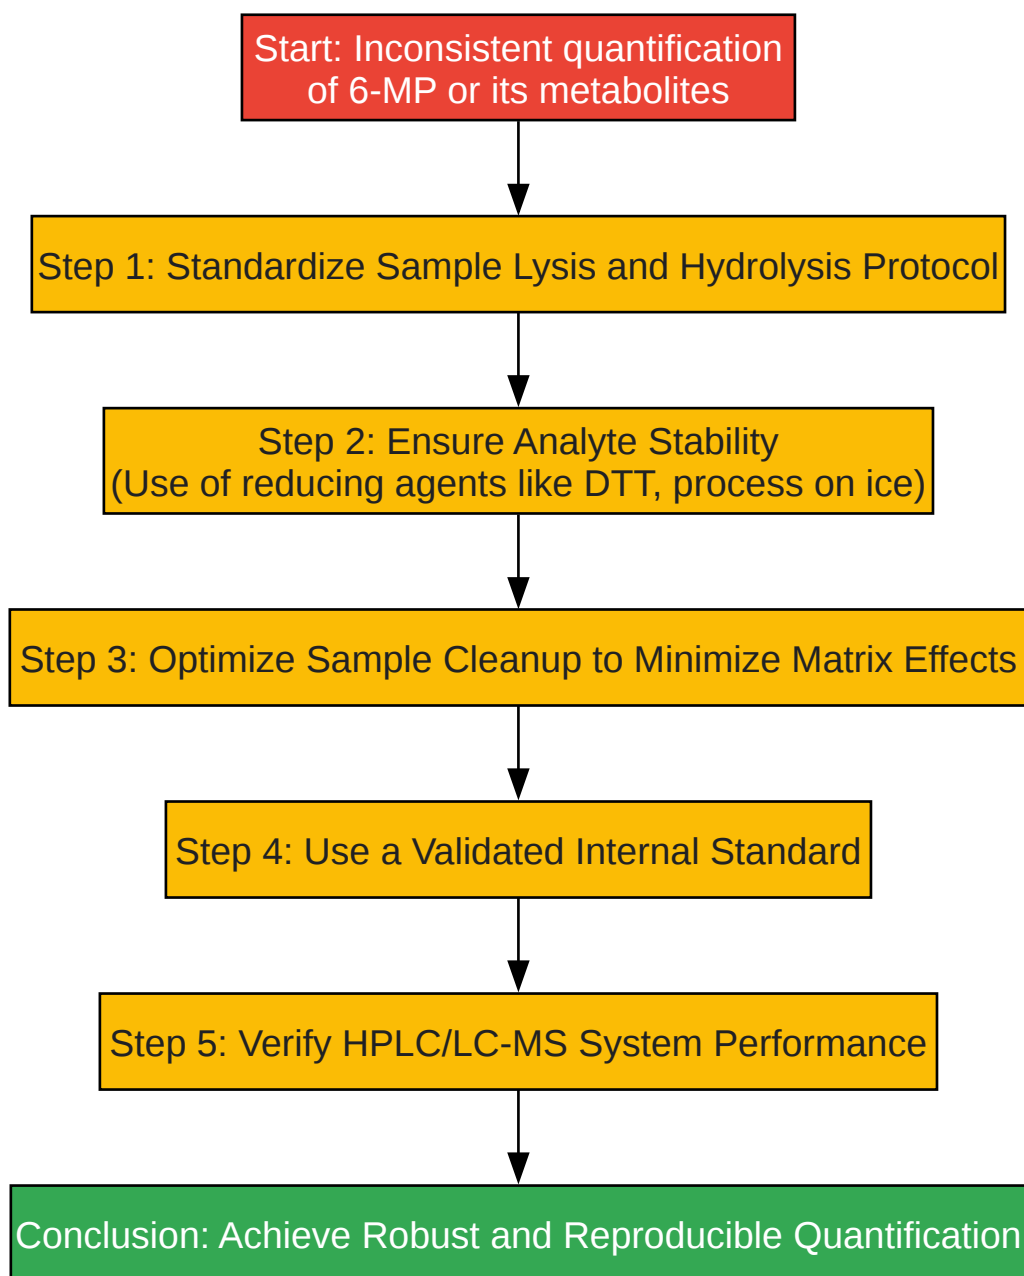 Start: Inconsistent quantification
of 6-MP or its metabolites
Step 1: Standardize Sample Lysis and Hydrolysis Protocol
Step 2: Ensure Analyte Stability
(Use of reducing agents like DTT, process on ice)
Step 3: Optimize Sample Cleanup to Minimize Matrix Effects
Step 4: Use a Validated Internal Standard
Step 5: Verify HPLC/LC-MS System Performance
Conclusion: Achieve Robust and Reproducible Quantification